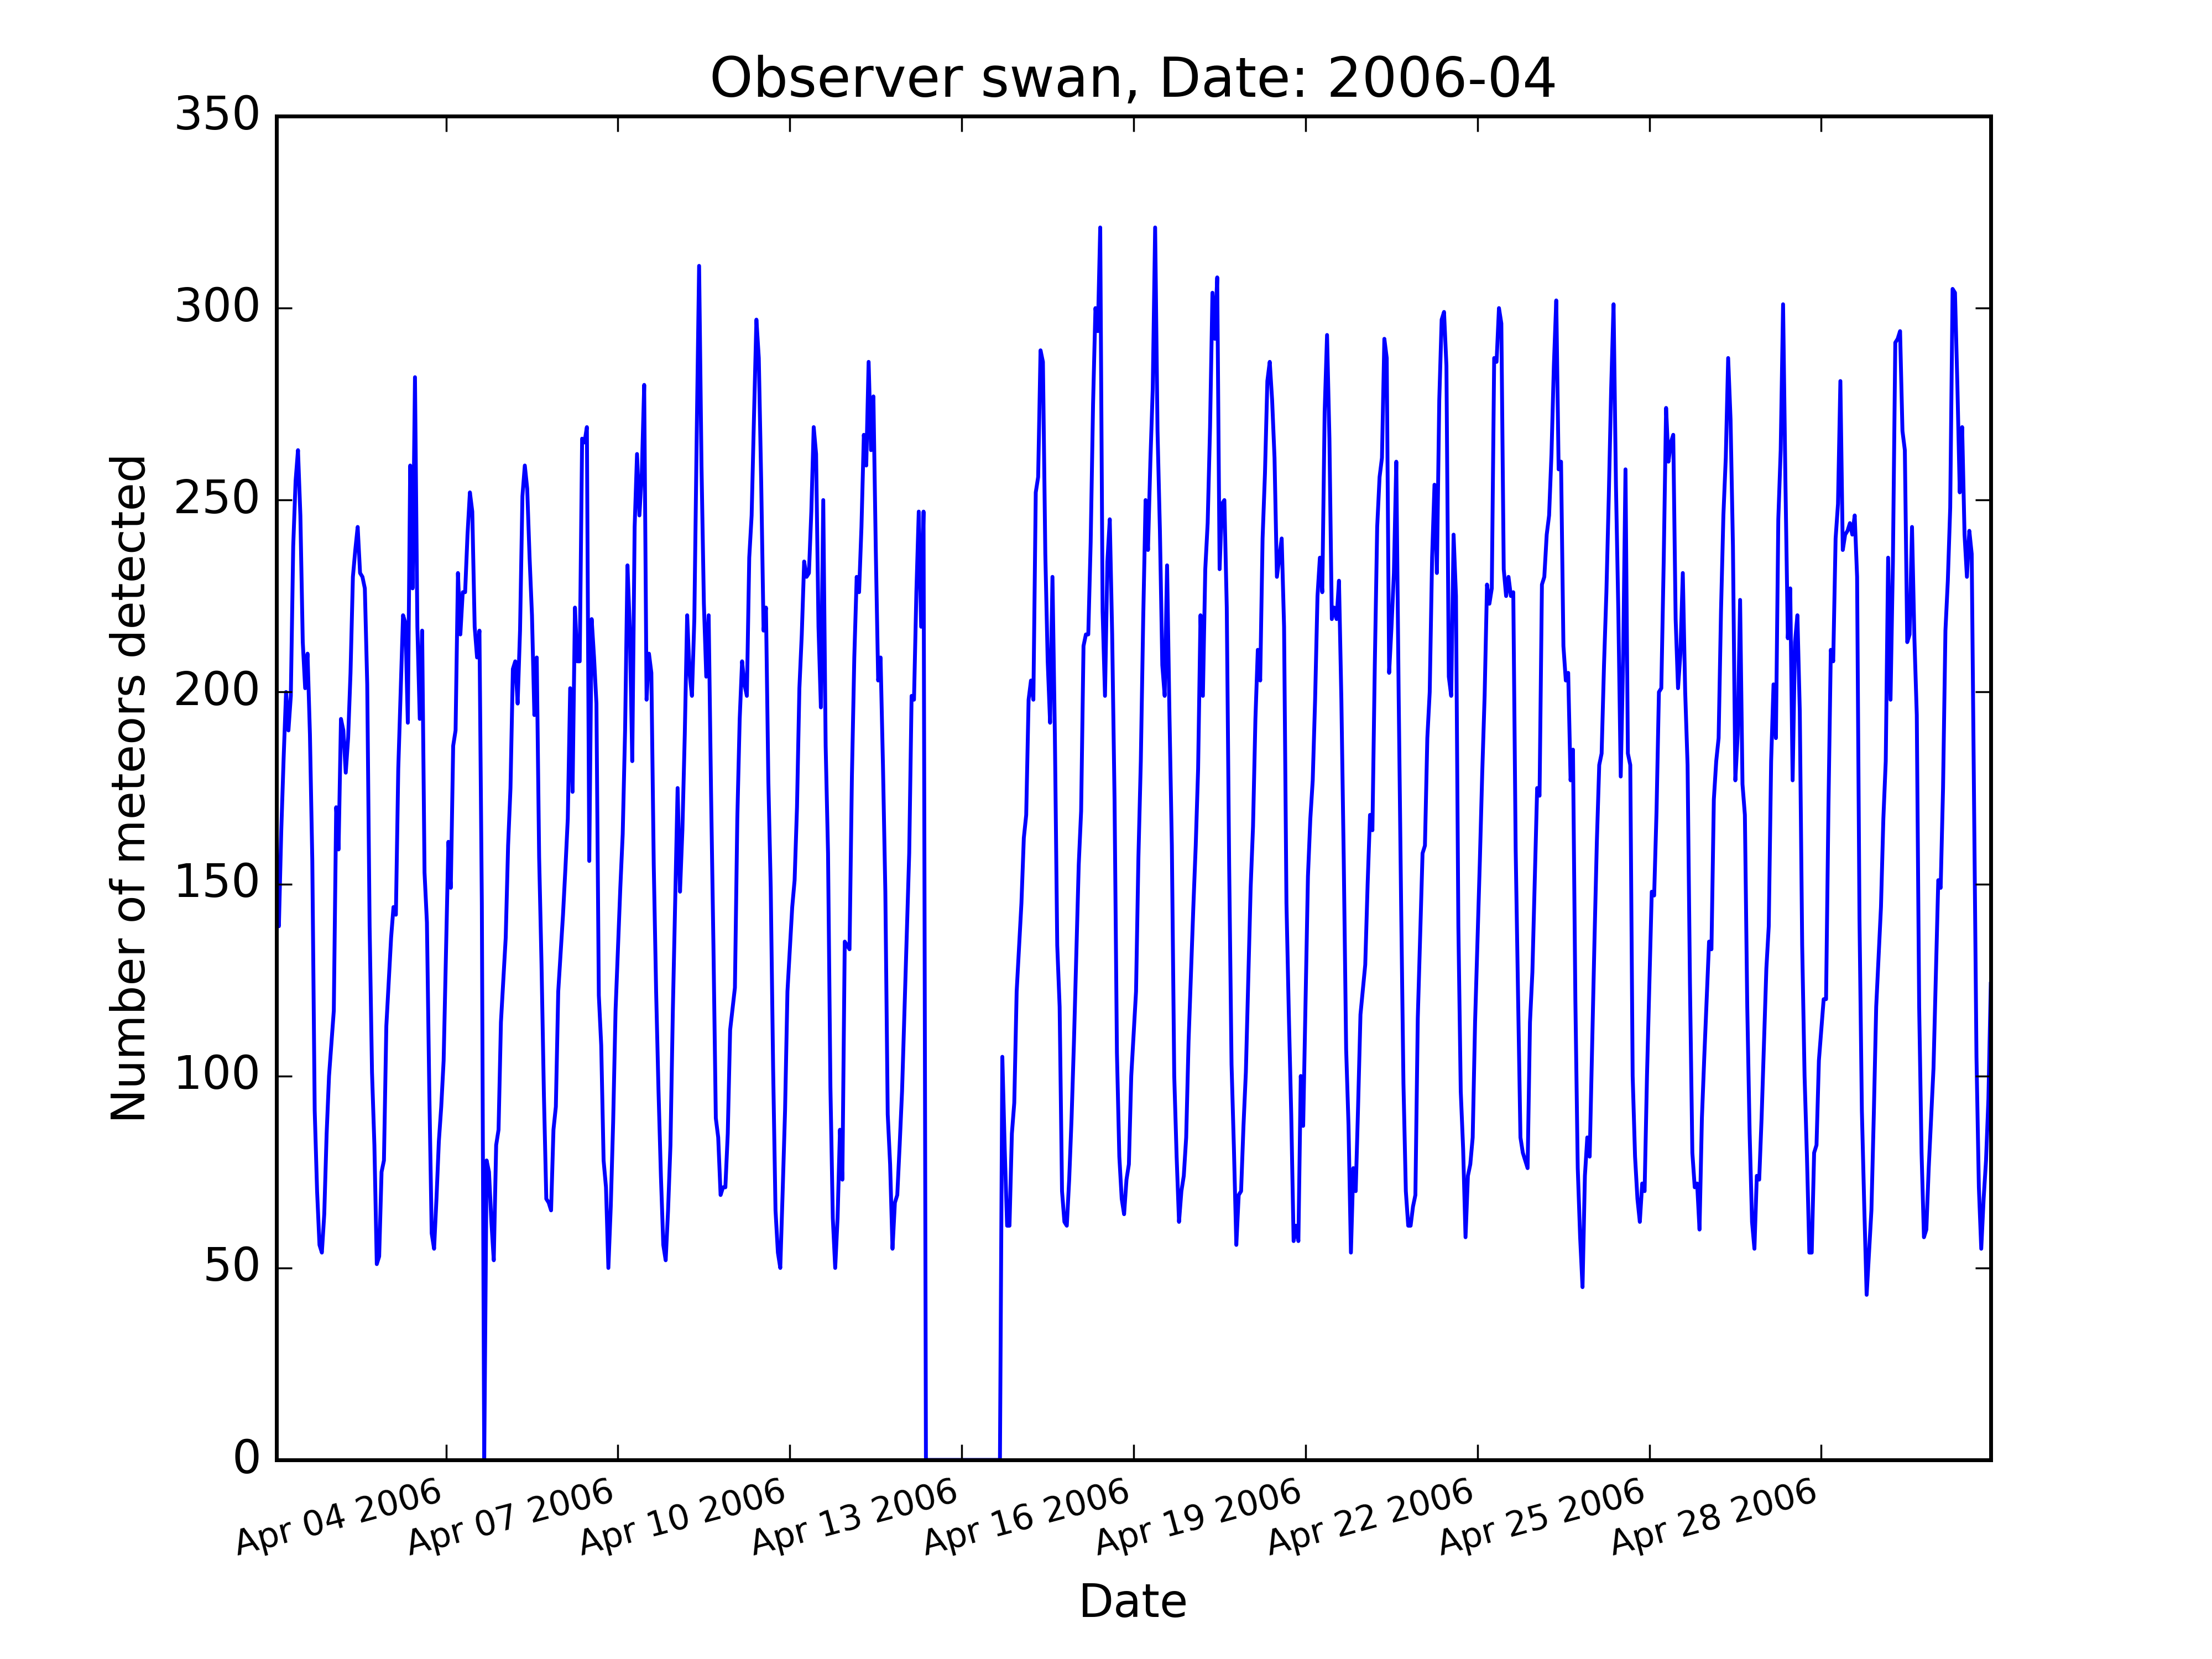 Observer swan, Date: 2006-04
350
300
250
200
150
100
50
0
Number of meteors detected
Apr 04 2006
Apr 07 2006
Apr 10 2006
Apr 13 2006
Apr 16 2006
Apr 19 2006
Apr 22 2006
Apr 25 2006
Apr 28 2006
Date